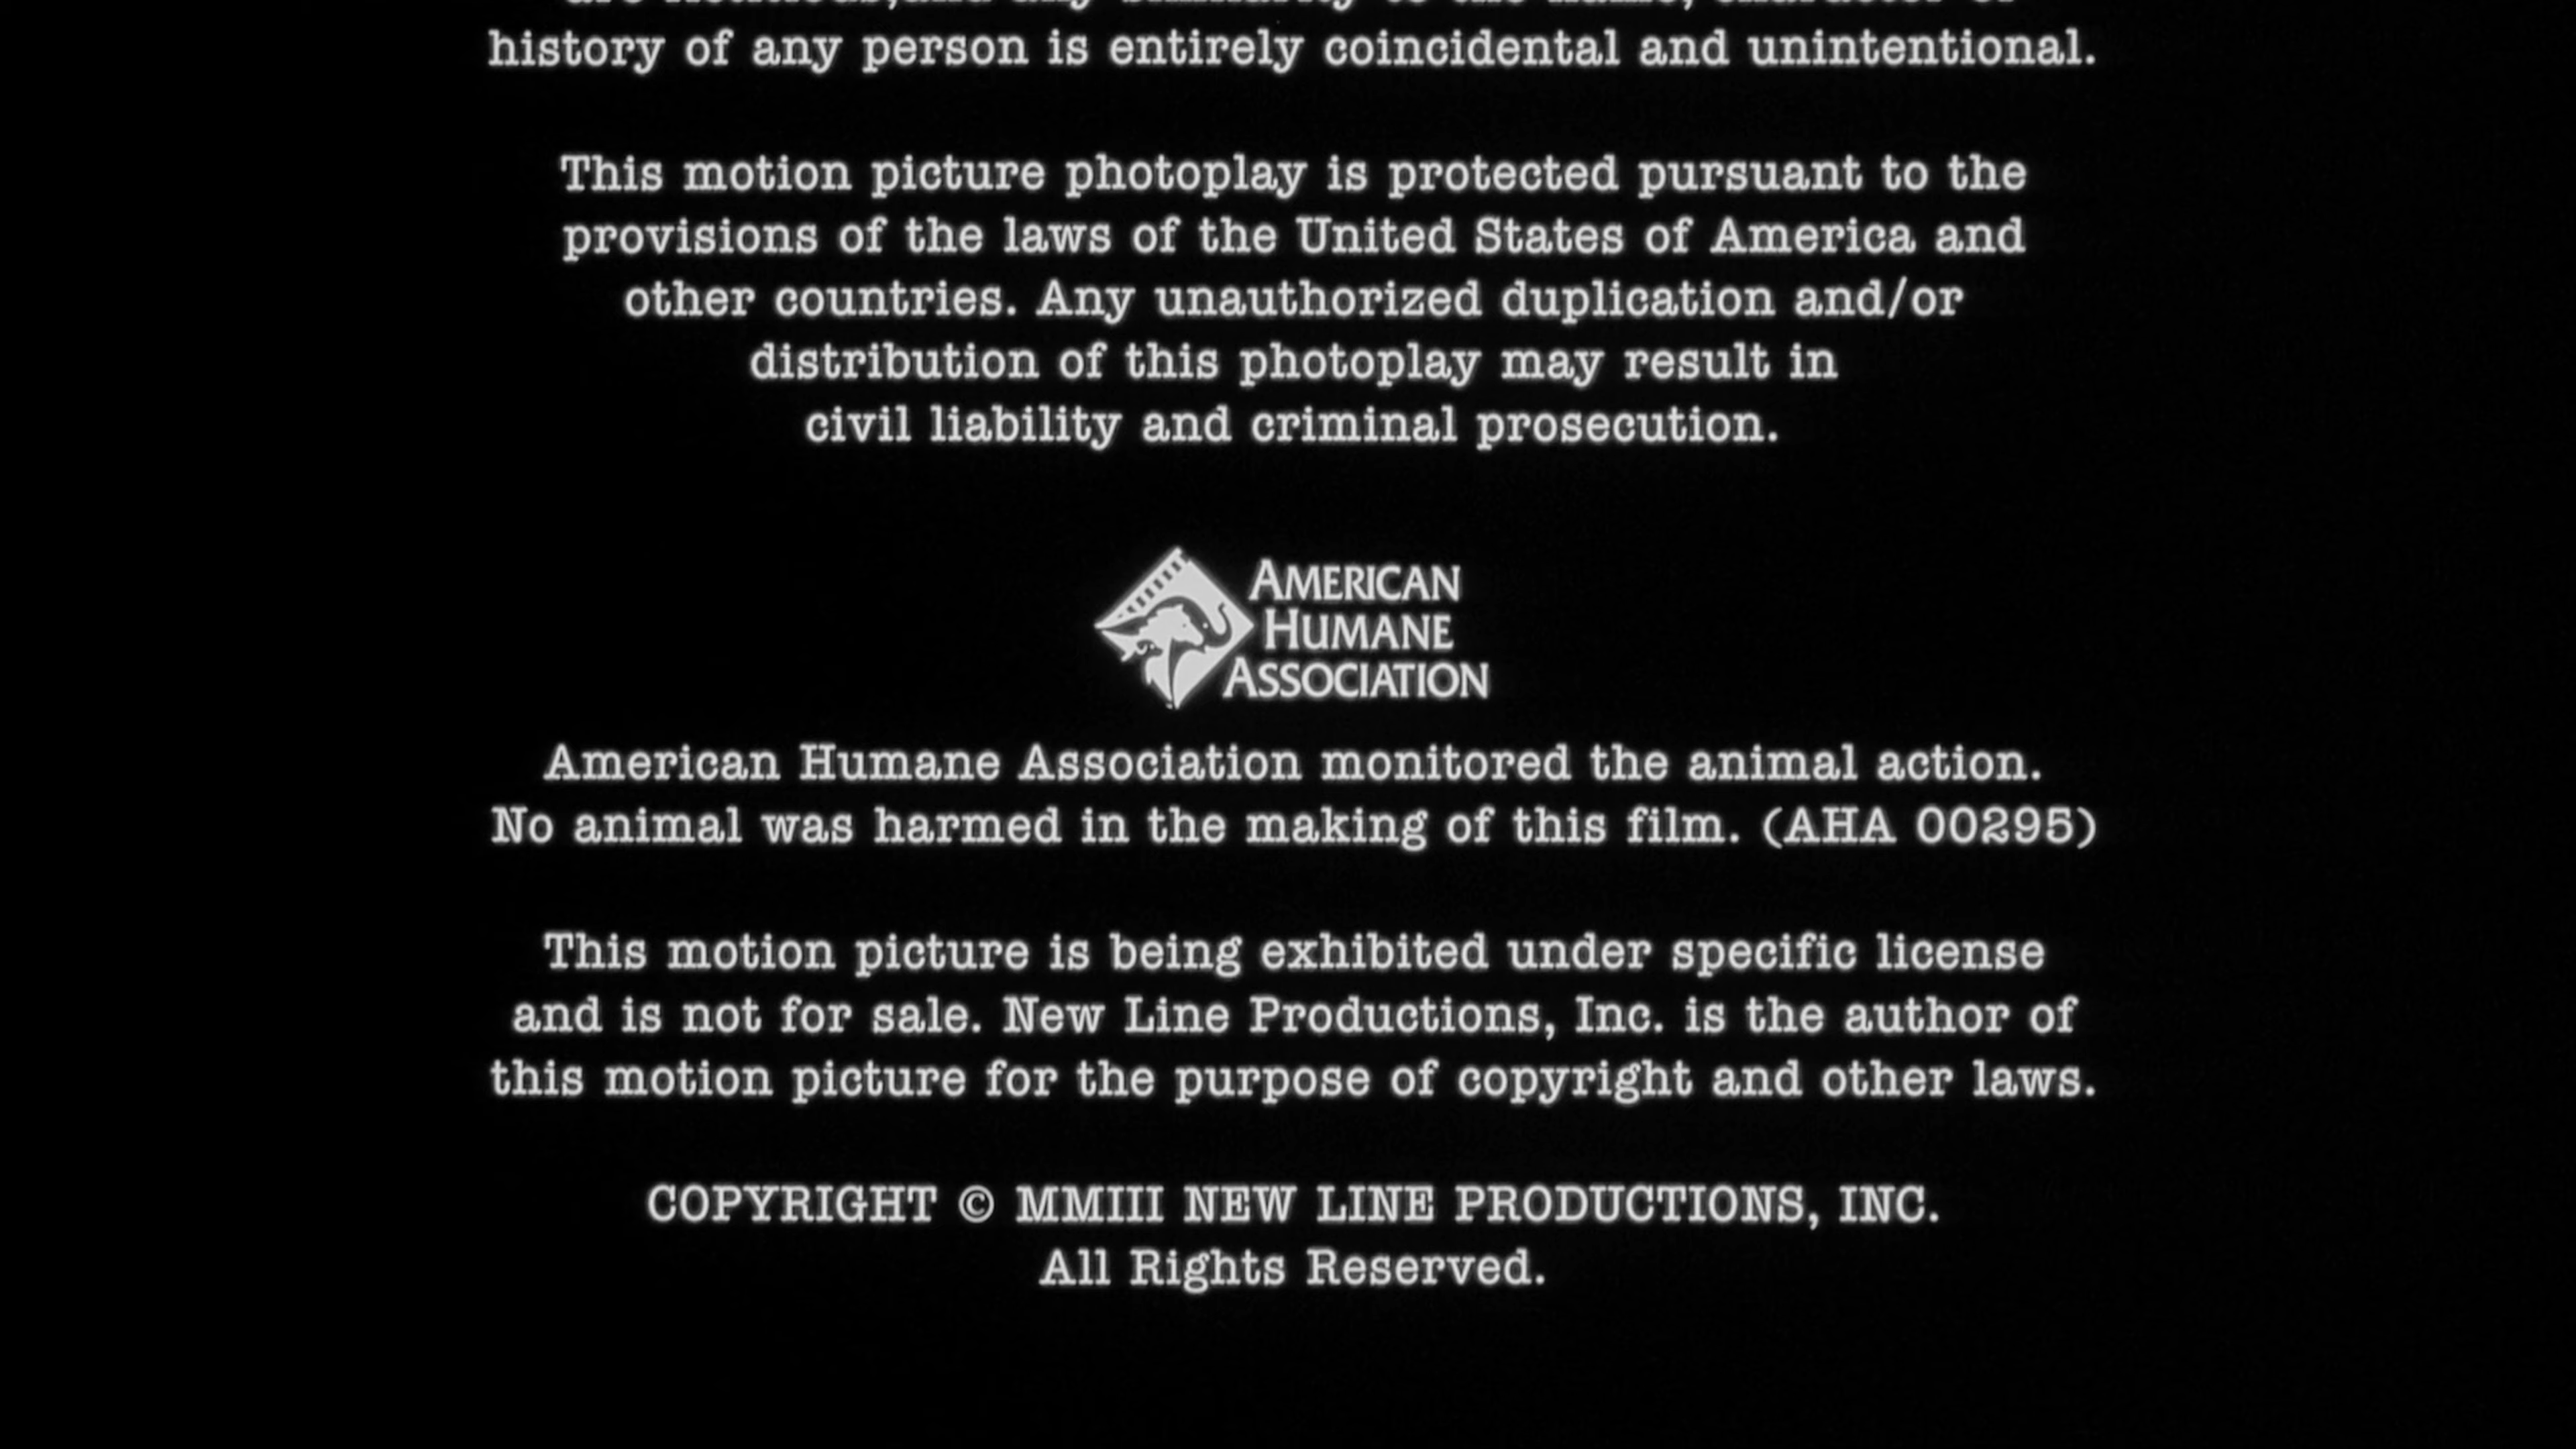 history of any person is entirely coincidental and unintentional.
This motion picture photoplay is protected pursuant to the
provisions of the laws of the United States of America and
other countries. Any unauthorized duplication and/or
distribution of this photoplay may result in
civil liability and criminal prosecution.
AMERICAN
HUMANE
ASSOCIATION
American Humane Association monitored the animal action.
No animal was harmed in the making of this film. (AHA 00295)
This motion picture is being exhibited under specific license
and is not for sale. New Line Productions, Inc. is the author of
this motion picture for the purpose of copyright and other laws.
COPYRIGHT © MMIII NEW LINE PRODUCTIONS, INC.
All Rights Reserved.